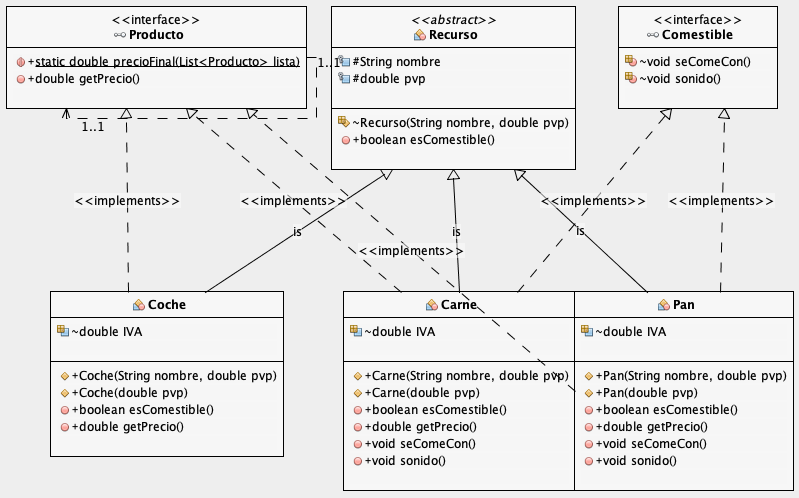 <<interface>>
Producto
+static double precioFinal(List<Producto> lista)
+double getPrecio()
1..1
1..1
<<abstract>>
Recurso
#String nombre
#double pvp
~Recurso(String nombre, double pvp)
+boolean esComestible()
<<interface>>
Comestible
~void seComeCon()
~void sonido()
<<implements>>
<<implements>>
<<implements>>
<<implements>>
is
is
is
<<implements>>
Coche
~double IVA
+Coche(String nombre, double pvp)
+Coche(double pvp)
+boolean esComestible()
+double getPrecio()
Carne
~double IVA
+Carne(String nombre, double pvp)
+Carne(double pvp)
+boolean esComestible()
+double getPrecio()
+void seComeCon()
+void sonido()
Pan
~double IVA
+Pan(String nombre, double pvp)
+Pan(double pvp)
+boolean esComestible()
+double getPrecio()
+void seComeCon()
+void sonido()